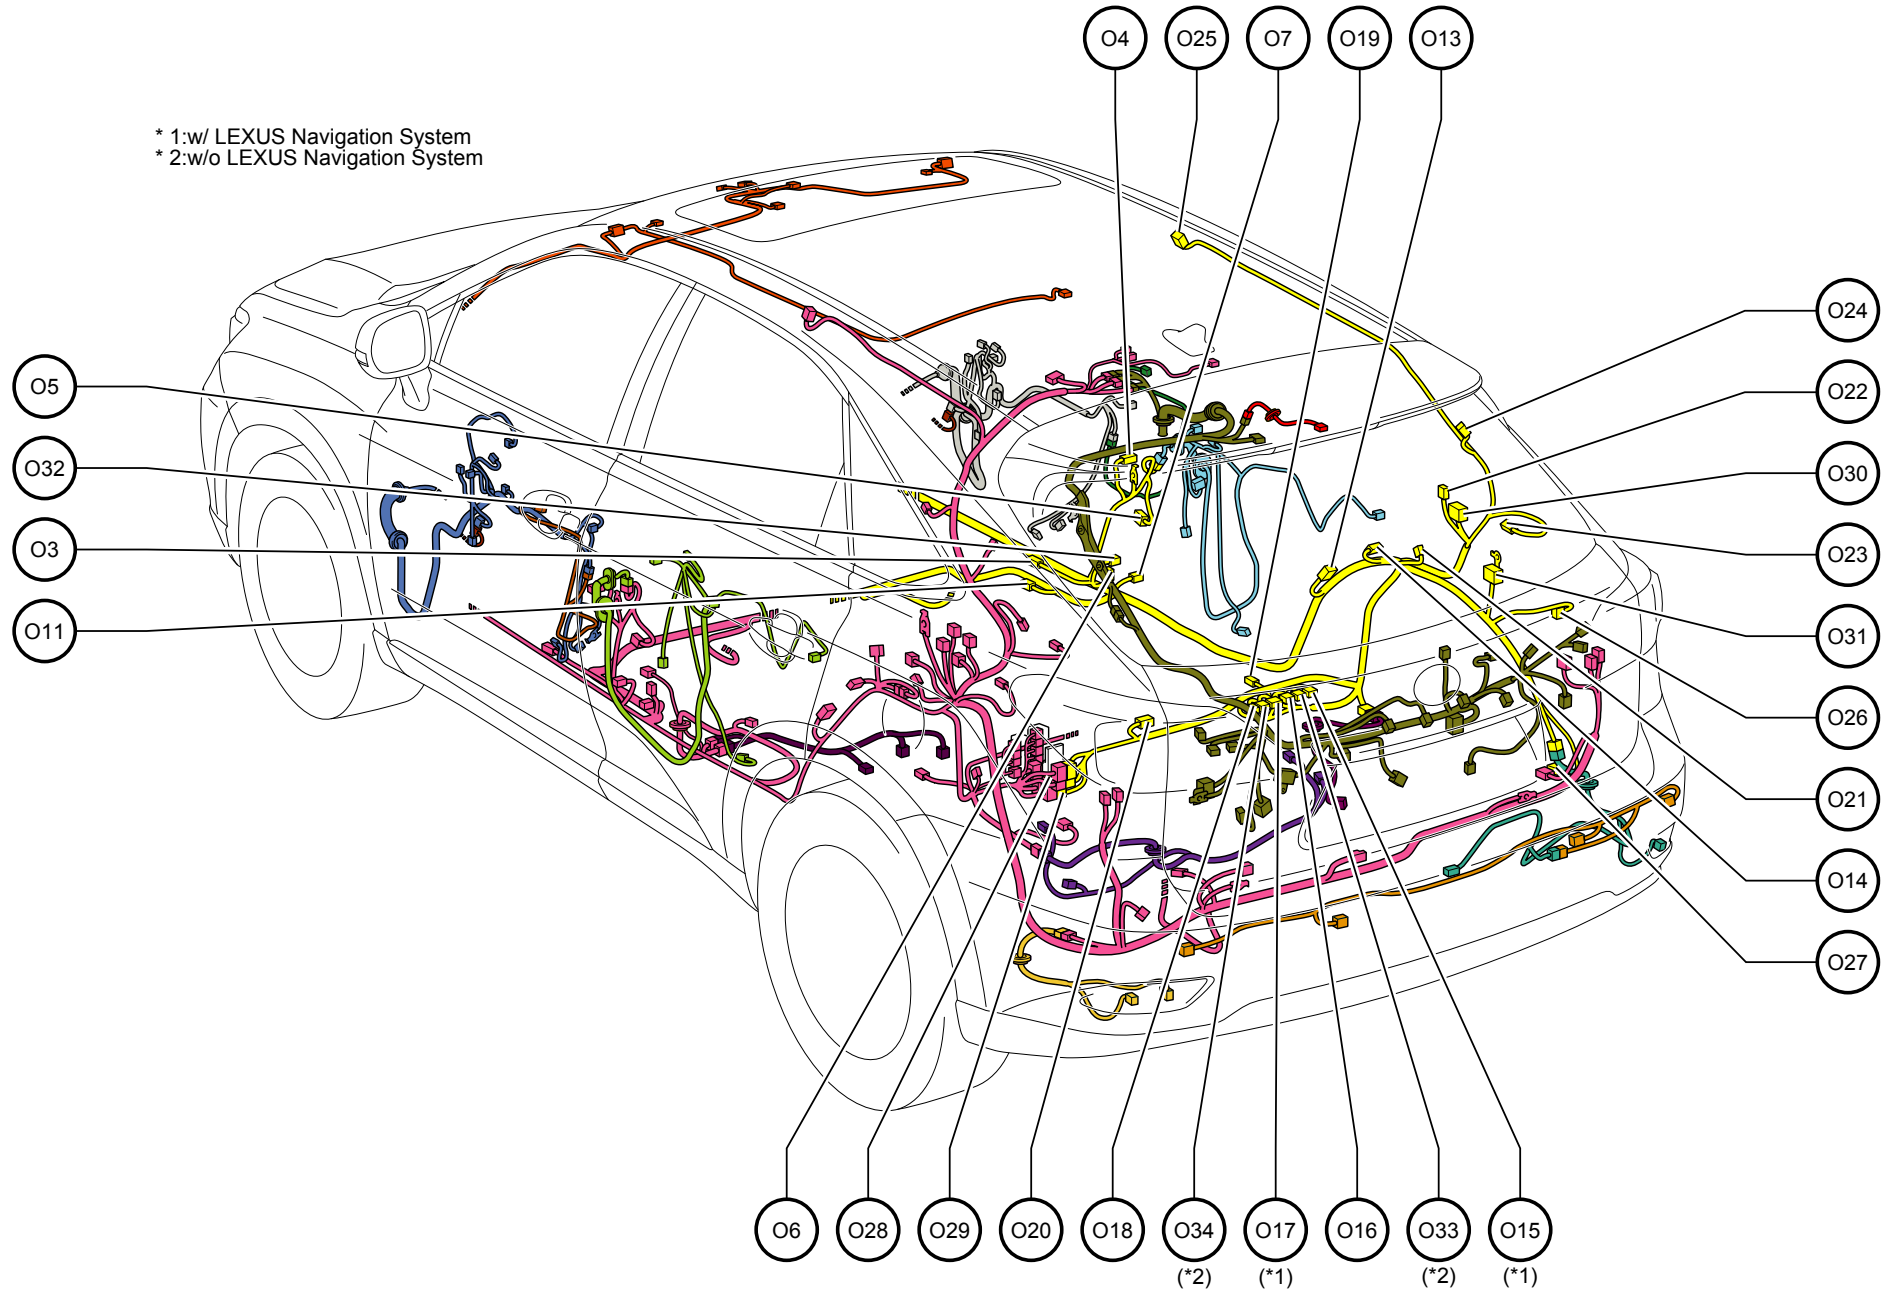 O4 O25 O7 O19 O13
* 1:w/ LEXUS Navigation System
* 2:w/o LEXUS Navigation System
O24
O5
O22
O32
O30
O3
O23
O11
O31
O26
O21
O14
O27
O6 O28 O29 O20 O18 O34 O17 O16 O33 O15
(*2) (*1) (*2) (*1)